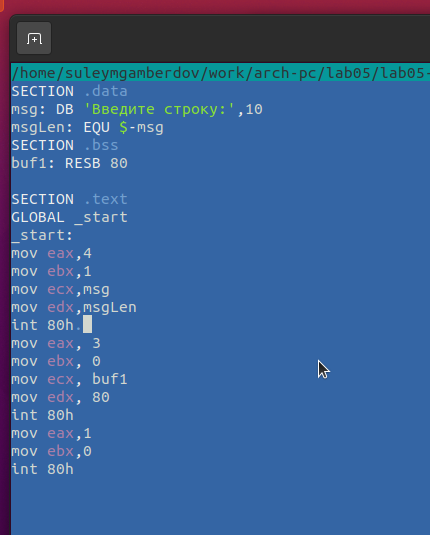 /home/suleymgamberdov/work/arch-pc/lab05/lab05-
SECTION .data
msg: DB 'Введите строку:',10
msgLen: EQU $-msg
SECTION .bss
buf1: RESB 80
SECTION .text
GLOBAL _start
_start:
mov eax,4
mov ebx,1
mov ecx,msg
mov edx,msgLen
int 80h.
mov eax, 3
mov ebx, 0
mov ecx, buf1
mov edx, 80
int 80h
mov eax,1
mov ebx,0
int 80h